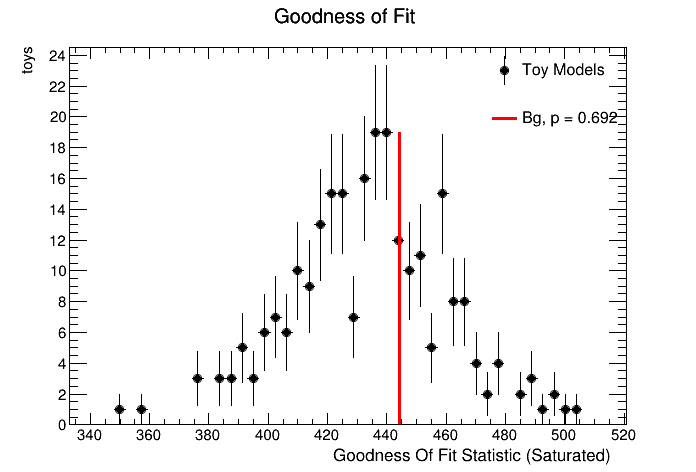 Goodness of Fit
toys
24
22
20
18
16
14
12
10
8
6
4
2
0
Toy Models
Bg, p = 0.692
340 360 380 400 420 440 460 480 500 520
Goodness Of Fit Statistic (Saturated)